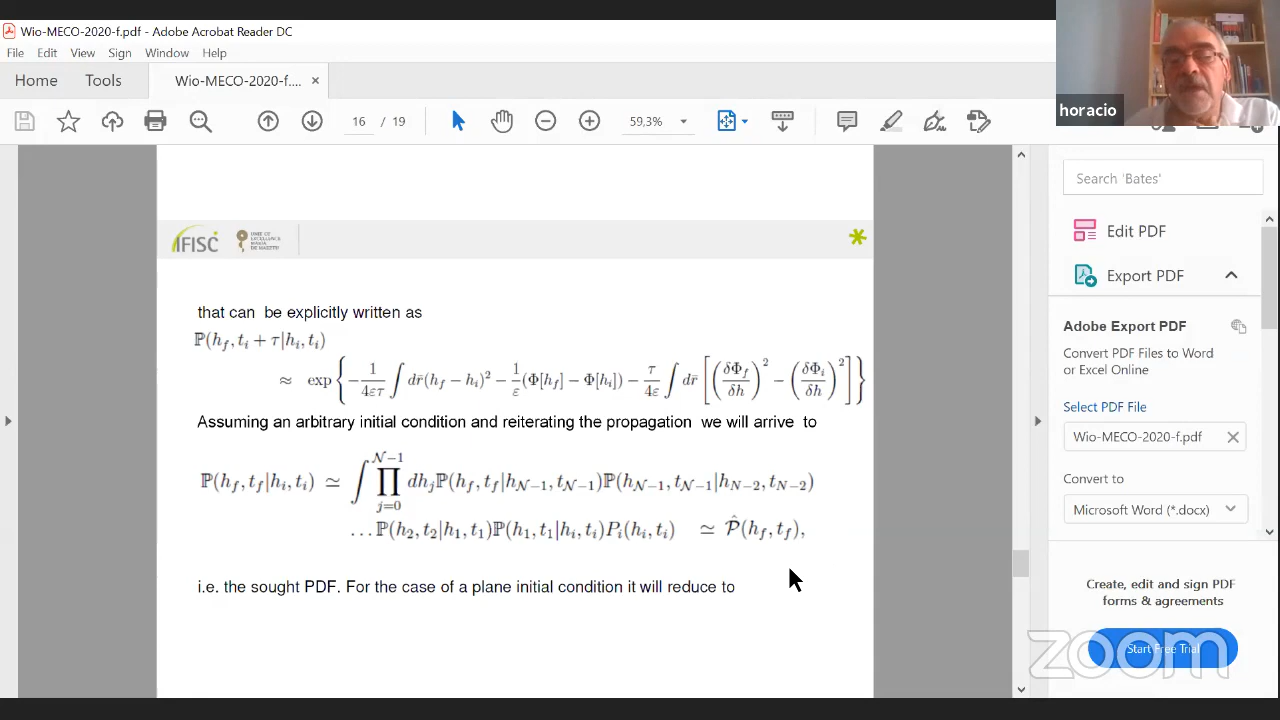 Wio-MECO-2020-f.pdf - Adobe Acrobat Reader DC
File Edit View Sign Window Help
Home Tools Wio-MECO-2020-f.... ×
16 / 19 59,3%
horacio
IFISC
that can be explicitly written as
ℙ(h_f, t_i + τ|h_i, t_i)
≈ exp{−1/4ετ ∫ dr̄(h_f − h_i)² − 1/ε (Φ[h_f] − Φ[h_i]) − τ/4ε ∫ dr̄ [(δΦ_f/δh)² − (δΦ_i/δh)²]}
Assuming an arbitrary initial condition and reiterating the propagation we will arrive to
ℙ(h_f, t_f|h_i, t_i) ≃ ∫ ∏_{j=0}^{𝒩−1} dh_j ℙ(h_f, t_f|h_{𝒩−1}, t_{𝒩−1})ℙ(h_{𝒩−1}, t_{𝒩−1}|h_{N−2}, t_{N−2})
...ℙ(h_2, t_2|h_1, t_1)ℙ(h_1, t_1|h_i, t_i)P_i(h_i, t_i) ≃ 𝒫̂(h_f, t_f),
i.e. the sought PDF. For the case of a plane initial condition it will reduce to
Search 'Bates'
Edit PDF
Export PDF
Adobe Export PDF
Convert PDF Files to Word
or Excel Online
Select PDF File
Wio-MECO-2020-f.pdf
Convert to
Microsoft Word (*.docx)
Create, edit and sign PDF
forms & agreements
Start Free Trial
zoom